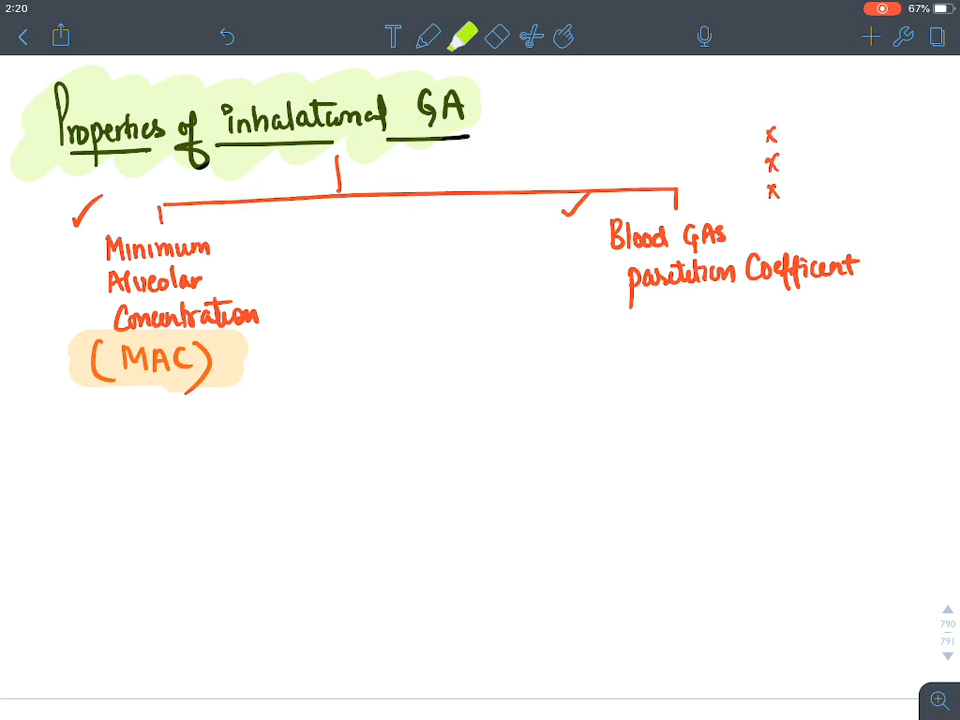 2:20
67%
Properties of inhalational GA
x
x
x
Minimum
Alveolar
Concentration
(MAC)
Blood GAs
partition Coefficent
790
791